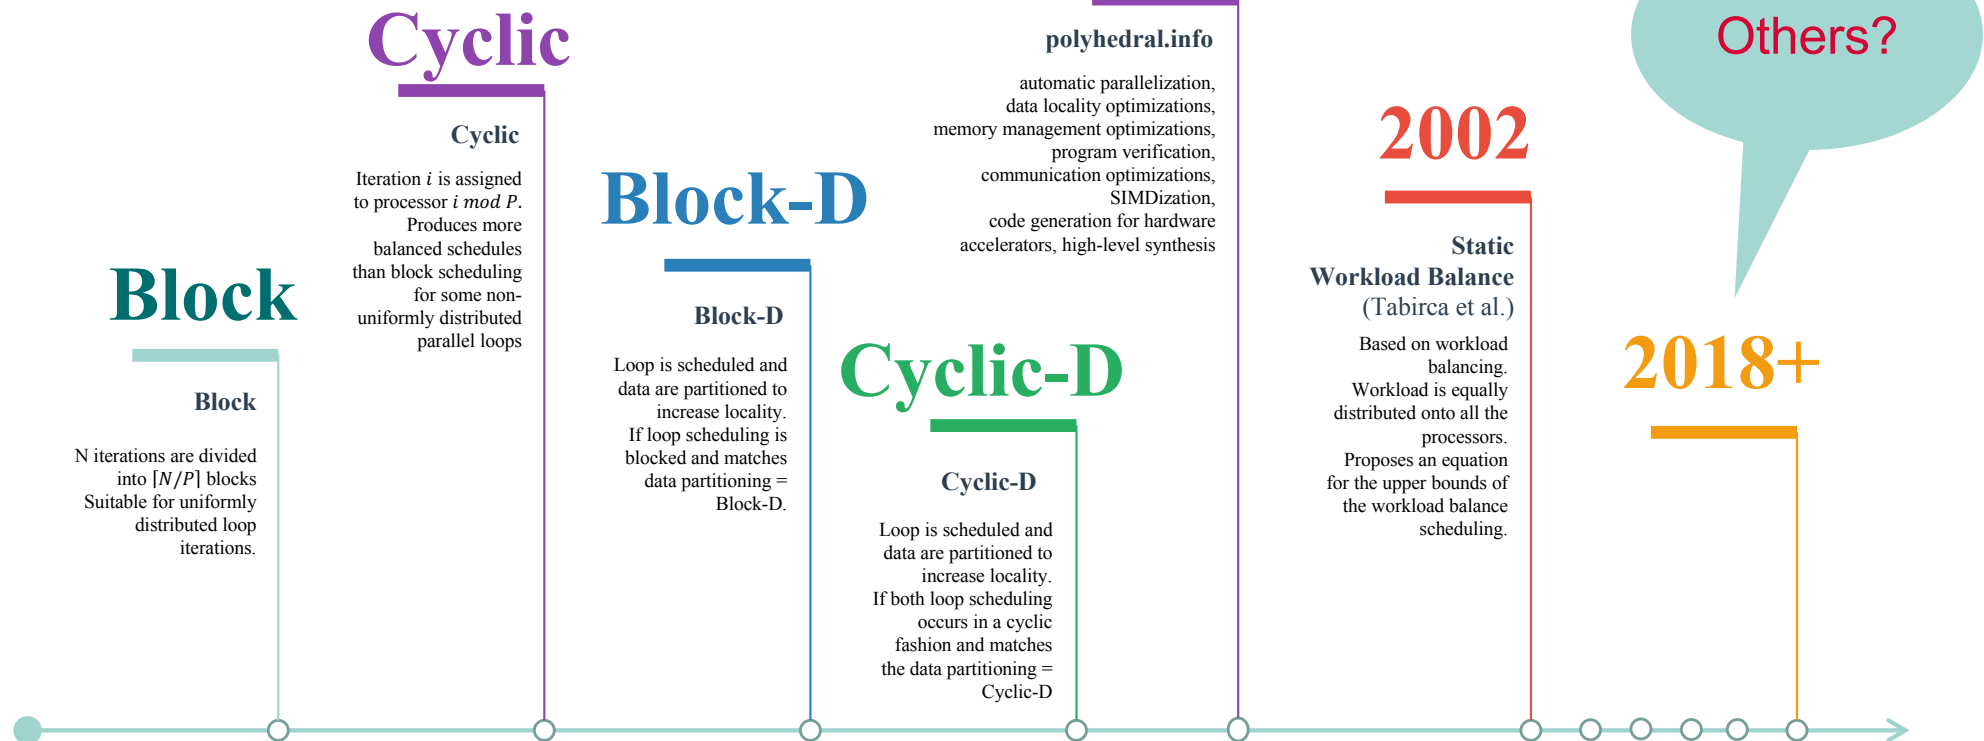 Block
Block
N iterations are divided
into ⌈N/P⌉ blocks
Suitable for uniformly
distributed loop
iterations.
Cyclic
Cyclic
Iteration i is assigned
to processor i mod P.
Produces more
balanced schedules
than block scheduling
for some non-
uniformly distributed
parallel loops
Block-D
Block-D
Loop is scheduled and
data are partitioned to
increase locality.
If loop scheduling is
blocked and matches
data partitioning =
Block-D.
Cyclic-D
Cyclic-D
Loop is scheduled and
data are partitioned to
increase locality.
If both loop scheduling
occurs in a cyclic
fashion and matches
the data partitioning =
Cyclic-D
polyhedral.info
automatic parallelization,
data locality optimizations,
memory management optimizations,
program verification,
communication optimizations,
SIMDization,
code generation for hardware
accelerators, high-level synthesis
2002
Static
Workload Balance
(Tabirca et al.)
Based on workload
balancing.
Workload is equally
distributed onto all the
processors.
Proposes an equation
for the upper bounds of
the workload balance
scheduling.
Others?
2018+